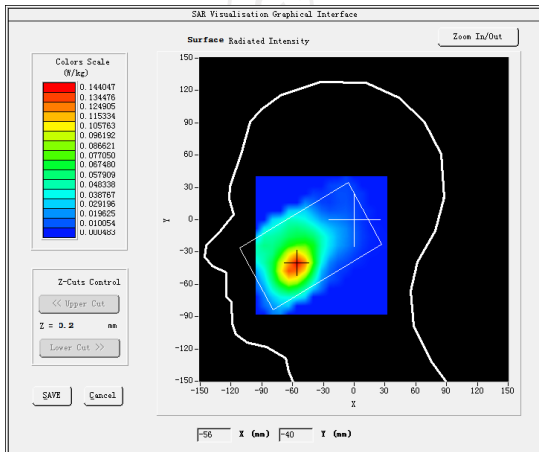 SAR Visualisation Graphical Interface
Surface Radiated Intensity
Zoom In/Out
Colors Scale
(W/kg)
0.144047
0.134476
0.124905
0.115334
0.105763
0.096192
0.086621
0.077050
0.067480
0.057909
0.048338
0.038767
0.029196
0.019625
0.010054
0.000483
Z-Cuts Control
<< Upper Cut
Z = 0.2 mm
Lower Cut >>
SAVE
Cancel
150
120
90
60
30
0
-30
-60
-90
-120
-150
Y
-150 -120 -90 -60 -30 0 30 60 90 120 150
X
-56 X (mm) -40 Y (mm)